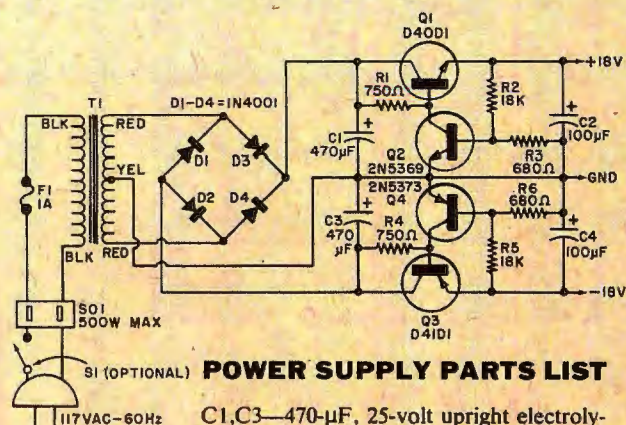 Q1
D40D1
+18V
R1
750Ω
R2
18K
T1
D1-D4=1N4001
BLK
RED
+
C1
470µF
+
C2
100µF
D1
D3
Q2
2N5369
R3
680Ω
F1
1A
YEL
GND
D2
D4
2N5373
Q4
R6
680Ω
+
C3
470
µF
R4
750Ω
+
C4
100µF
R5
18K
BLK
RED
-18V
Q3
D41D1
SO1
500W MAX
S1 (OPTIONAL)
117VAC-60Hz
POWER SUPPLY PARTS LIST
C1,C3—470-µF, 25-volt upright electroly-